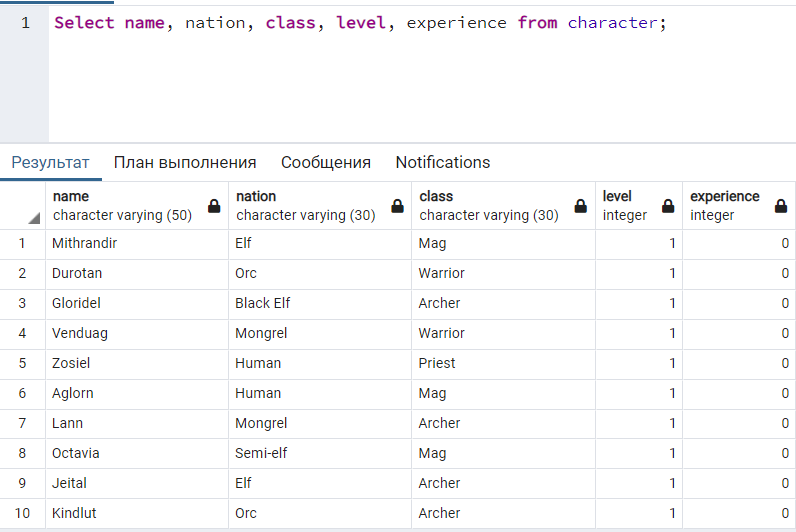 1 Select name, nation, class, level, experience from character;
Результат План выполнения Сообщения Notifications
name nation class level experience
character varying (50) character varying (30) character varying (30) integer integer
1 Mithrandir Elf Mag 1 0
2 Durotan Orc Warrior 1 0
3 Gloridel Black Elf Archer 1 0
4 Venduag Mongrel Warrior 1 0
5 Zosiel Human Priest 1 0
6 Aglorn Human Mag 1 0
7 Lann Mongrel Archer 1 0
8 Octavia Semi-elf Mag 1 0
9 Jeital Elf Archer 1 0
10 Kindlut Orc Archer 1 0